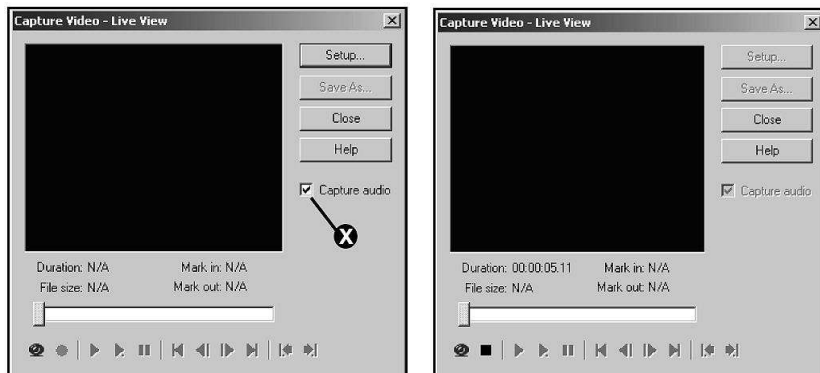 Capture Video - Live View
Setup...
Save As...
Close
Help
Capture audio
X
Duration: N/A Mark in: N/A
File size: N/A Mark out: N/A
Capture Video - Live View
Setup...
Save As...
Close
Help
Capture audio
Duration: 00:00:05.11 Mark in: N/A
File size: N/A Mark out: N/A